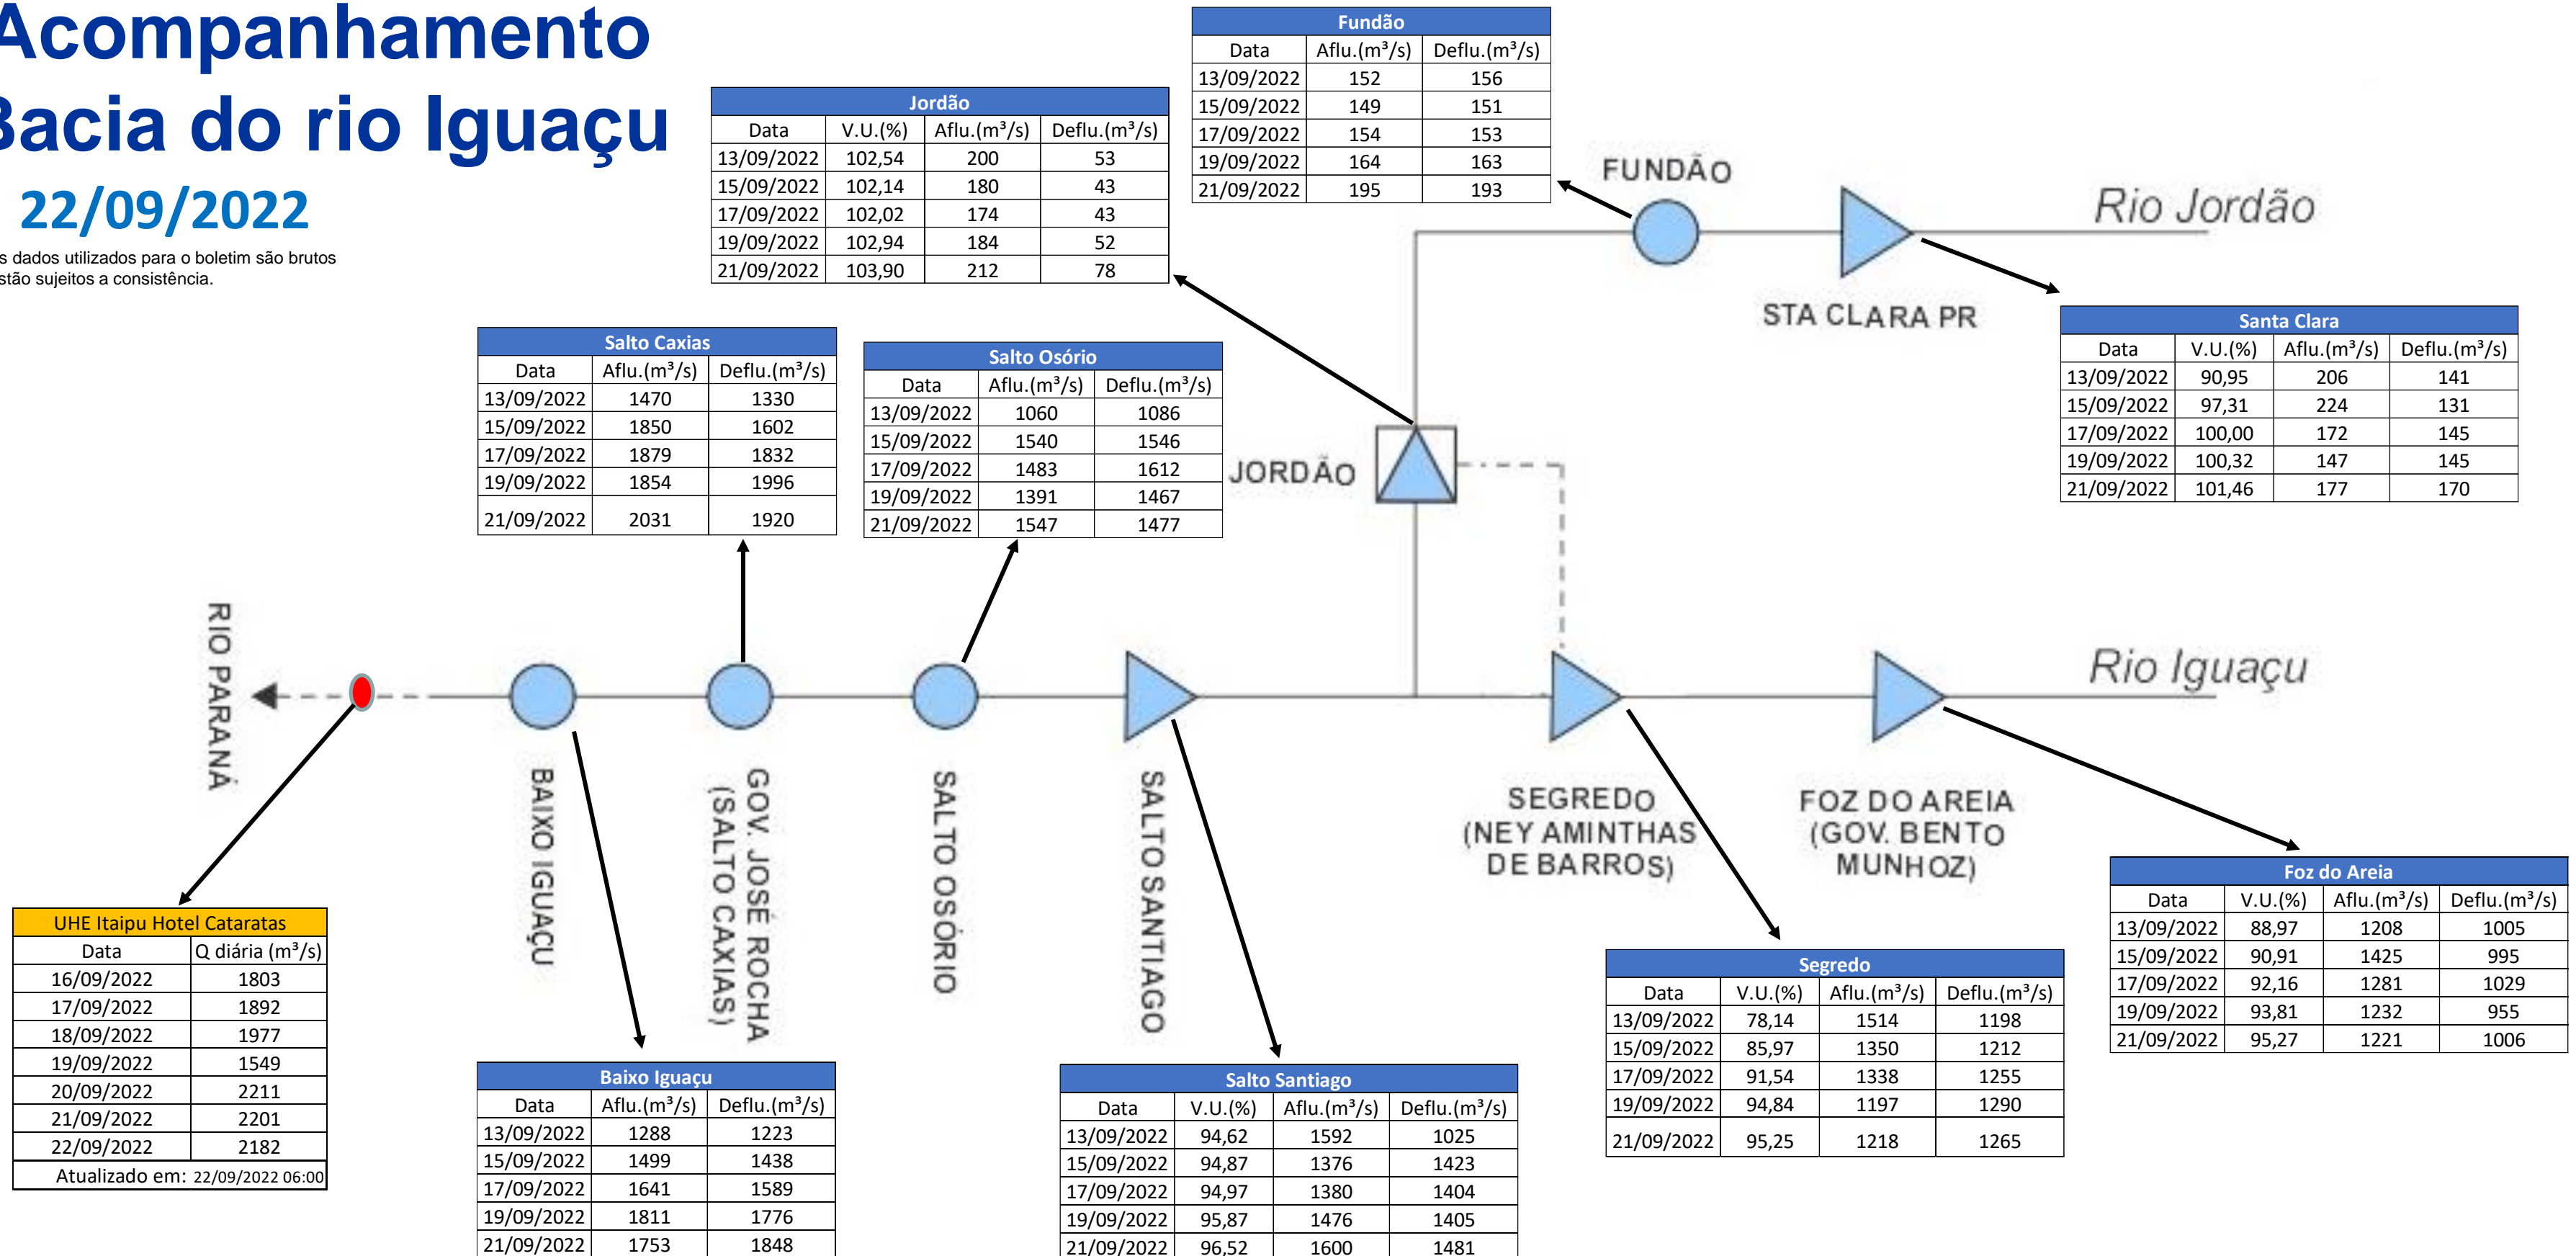 Acompanhamento
Bacia do rio Iguaçu
22/09/2022
s dados utilizados para o boletim são brutos
stão sujeitos a consistência.
Fundão
Data Aflu.(m³/s) Deflu.(m³/s)
13/09/2022 152 156
15/09/2022 149 151
17/09/2022 154 153
19/09/2022 164 163
21/09/2022 195 193
Jordão
Data V.U.(%) Aflu.(m³/s) Deflu.(m³/s)
13/09/2022 102,54 200 53
15/09/2022 102,14 180 43
17/09/2022 102,02 174 43
19/09/2022 102,94 184 52
21/09/2022 103,90 212 78
FUNDÃO
Rio Jordão
STA CLARA PR
Santa Clara
Data V.U.(%) Aflu.(m³/s) Deflu.(m³/s)
13/09/2022 90,95 206 141
15/09/2022 97,31 224 131
17/09/2022 100,00 172 145
19/09/2022 100,32 147 145
21/09/2022 101,46 177 170
Salto Caxias
Data Aflu.(m³/s) Deflu.(m³/s)
13/09/2022 1470 1330
15/09/2022 1850 1602
17/09/2022 1879 1832
19/09/2022 1854 1996
21/09/2022 2031 1920
Salto Osório
Data Aflu.(m³/s) Deflu.(m³/s)
13/09/2022 1060 1086
15/09/2022 1540 1546
17/09/2022 1483 1612
19/09/2022 1391 1467
21/09/2022 1547 1477
JORDÃO
RIO PARANÁ
Rio Iguaçu
BAIXO IGUAÇU
GOV. JOSÉ ROCHA
(SALTO CAXIAS)
SALTO OSÓRIO
SALTO SANTIAGO
SEGREDO
(NEY AMINTHAS
DE BARROS)
FOZ DO AREIA
(GOV. BENTO
MUNHOZ)
Foz do Areia
Data V.U.(%) Aflu.(m³/s) Deflu.(m³/s)
13/09/2022 88,97 1208 1005
15/09/2022 90,91 1425 995
17/09/2022 92,16 1281 1029
19/09/2022 93,81 1232 955
21/09/2022 95,27 1221 1006
UHE Itaipu Hotel Cataratas
Data Q diária (m³/s)
16/09/2022 1803
17/09/2022 1892
18/09/2022 1977
19/09/2022 1549
20/09/2022 2211
21/09/2022 2201
22/09/2022 2182
Atualizado em: 22/09/2022 06:00
Segredo
Data V.U.(%) Aflu.(m³/s) Deflu.(m³/s)
13/09/2022 78,14 1514 1198
15/09/2022 85,97 1350 1212
17/09/2022 91,54 1338 1255
19/09/2022 94,84 1197 1290
21/09/2022 95,25 1218 1265
Baixo Iguaçu
Data Aflu.(m³/s) Deflu.(m³/s)
13/09/2022 1288 1223
15/09/2022 1499 1438
17/09/2022 1641 1589
19/09/2022 1811 1776
21/09/2022 1753 1848
Salto Santiago
Data V.U.(%) Aflu.(m³/s) Deflu.(m³/s)
13/09/2022 94,62 1592 1025
15/09/2022 94,87 1376 1423
17/09/2022 94,97 1380 1404
19/09/2022 95,87 1476 1405
21/09/2022 96,52 1600 1481